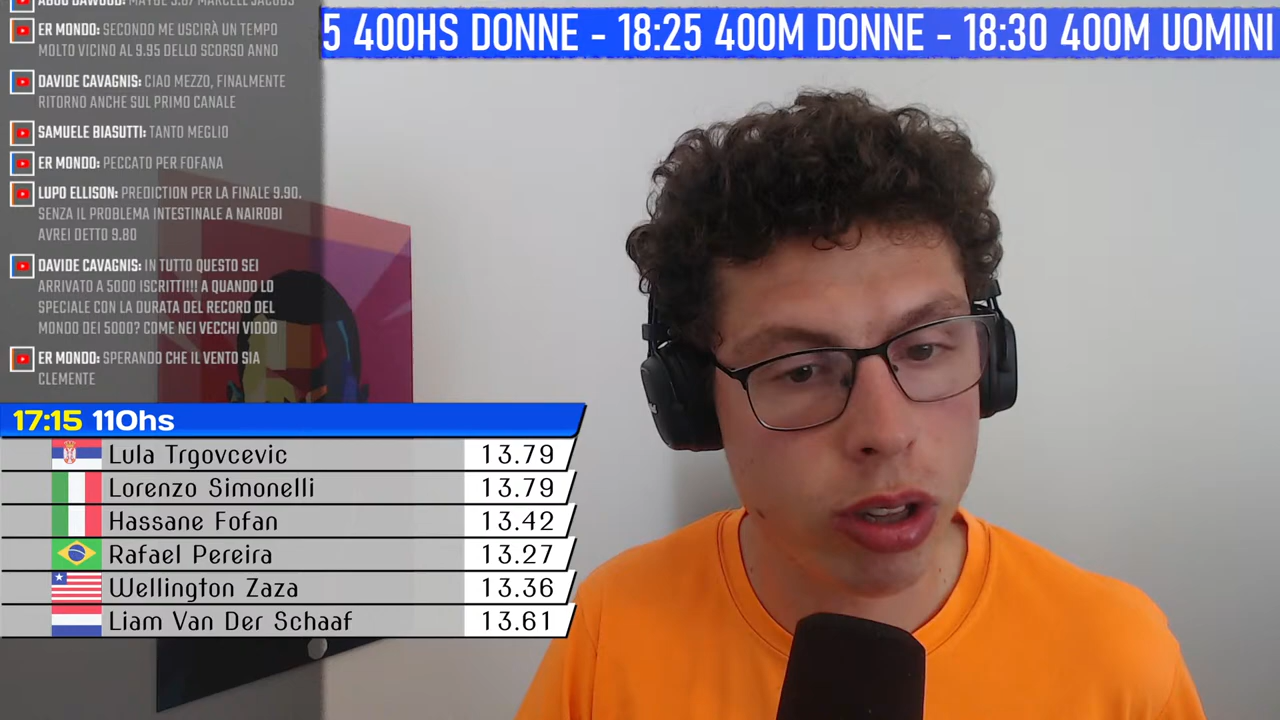 5 400HS DONNE - 18:25 400M DONNE - 18:30 400M UOMINI
ER MONDO: SECONDO ME USCIRÀ UN TEMPO
MOLTO VICINO AL 9.95 DELLO SCORSO ANNO
DAVIDE CAVAGNIS: CIAO MEZZO, FINALMENTE
RITORNO ANCHE SUL PRIMO CANALE
SAMUELE BIASUTTI: TANTO MEGLIO
ER MONDO: PECCATO PER FOFANA
LUPO ELLISON: PREDICTION PER LA FINALE 9.90.
SENZA IL PROBLEMA INTESTINALE A NAIROBI
AVREI DETTO 9.80
DAVIDE CAVAGNIS: IN TUTTO QUESTO SEI
ARRIVATO A 5000 ISCRITTI!!! A QUANDO LO
SPECIALE CON LA DURATA DEL RECORD DEL
MONDO DEI 5000? COME NEI VECCHI VIDOO
ER MONDO: SPERANDO CHE IL VENTO SIA
CLEMENTE
17:15 110hs
Lula Trgovcevic 13.79
Lorenzo Simonelli 13.79
Hassane Fofan 13.42
Rafael Pereira 13.27
Wellington Zaza 13.36
Liam Van Der Schaaf 13.61